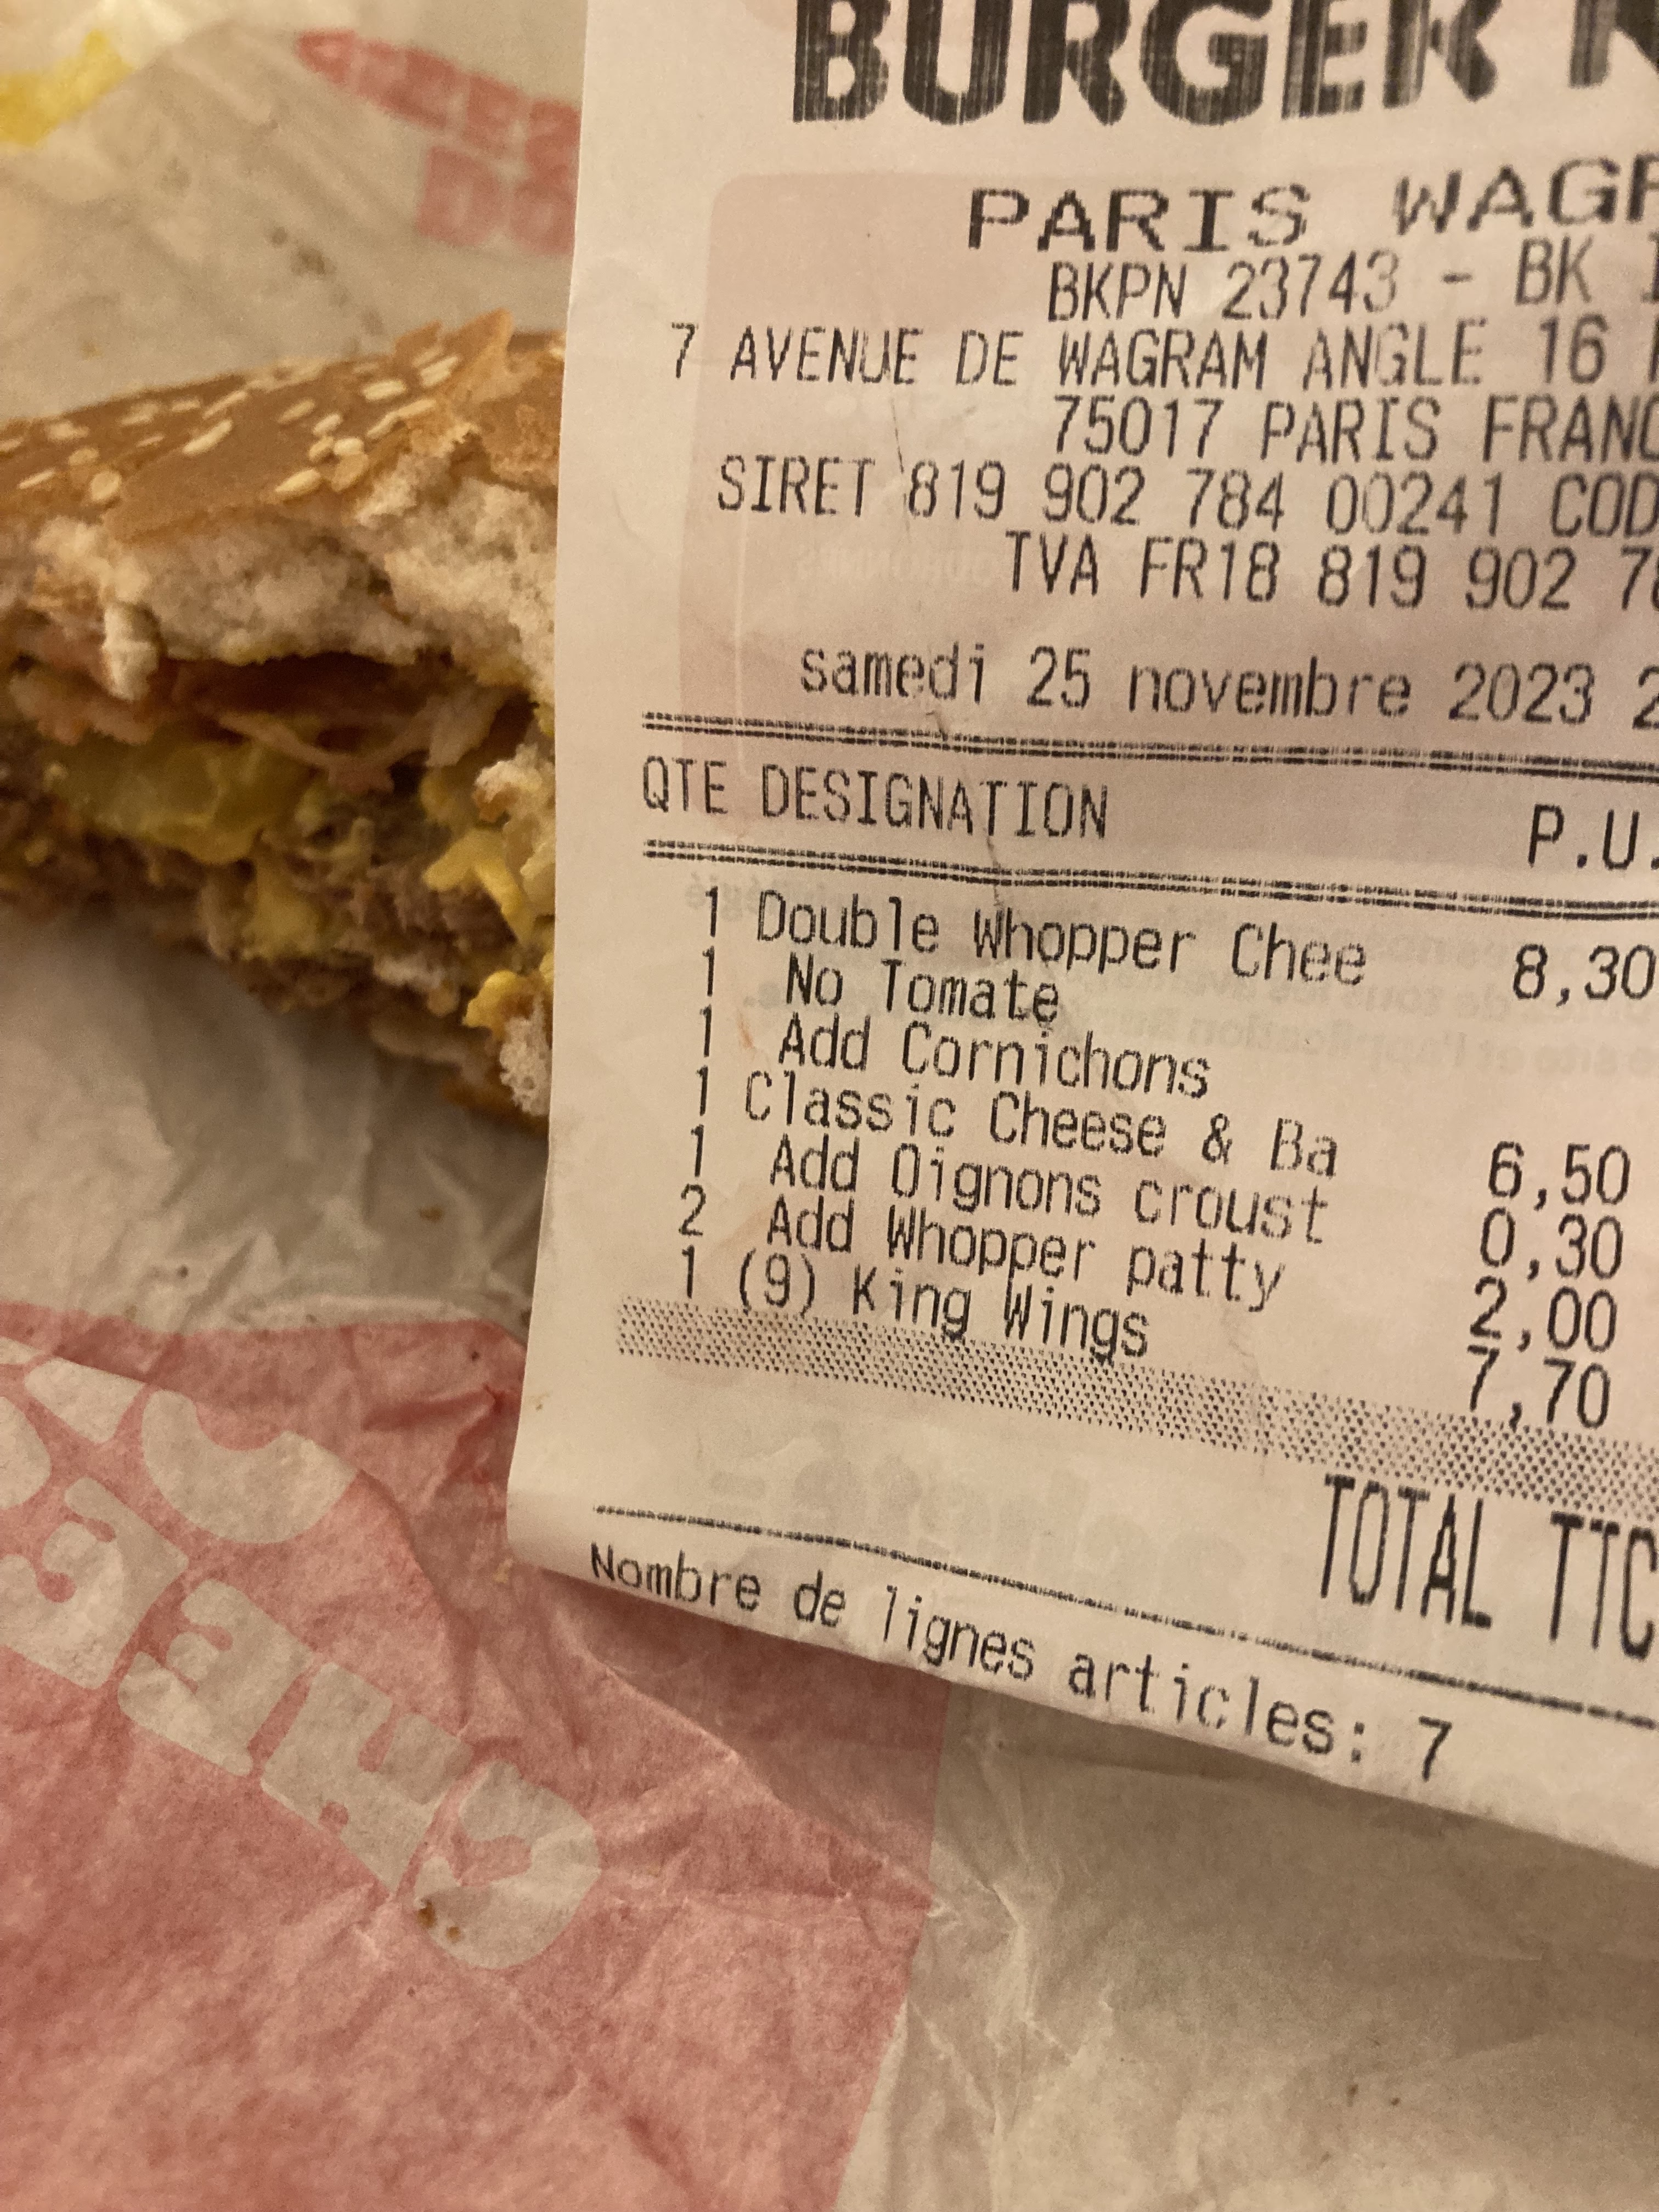 BURGER
PARIS
BKPN 23743 - BK
7 AVENUE DE WAGRAM ANGLE 16
75017 PARIS
SIRET 819 902 784 00241
TVA FR18 819 902
samedi 25 novembre 2023
QTE DESIGNATION P.U.
1 Double Whopper Chee 8,30
1 No Tomate
1 Add Cornichons
1 Classic Cheese & Ba 6,50
1 Add Oignons croust 0,30
2 Add Whopper patty 2,00
1 (9) King Wings 7,70
TOTAL TTC
Nombre de lignes articles: 7